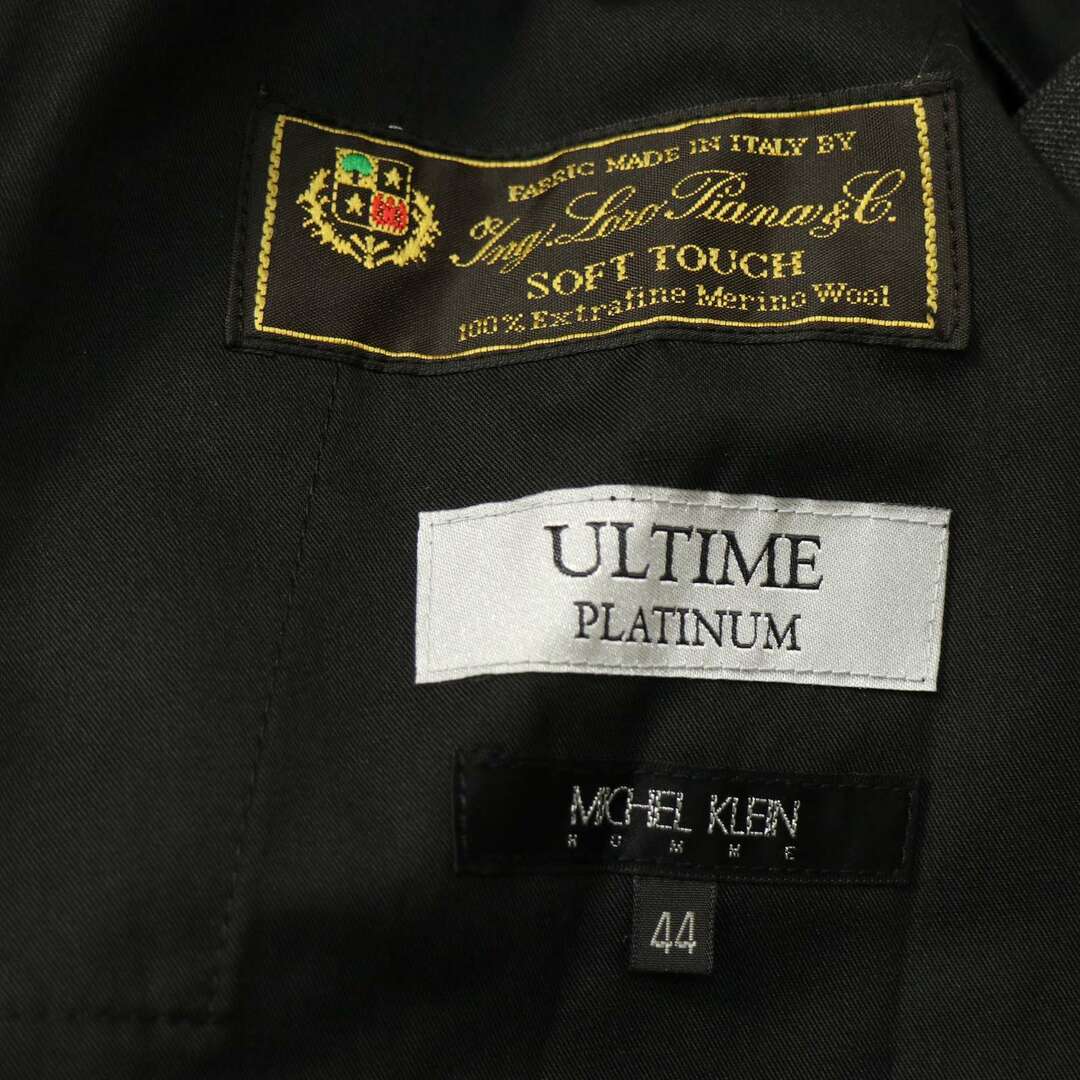 FABRIC MADE IN ITALY BY
Ing. Loro Piana & C.
SOFT TOUCH
100% Extrafine Merino Wool
ULTIME
PLATINUM
MICHEL KLEIN
HOMME
44